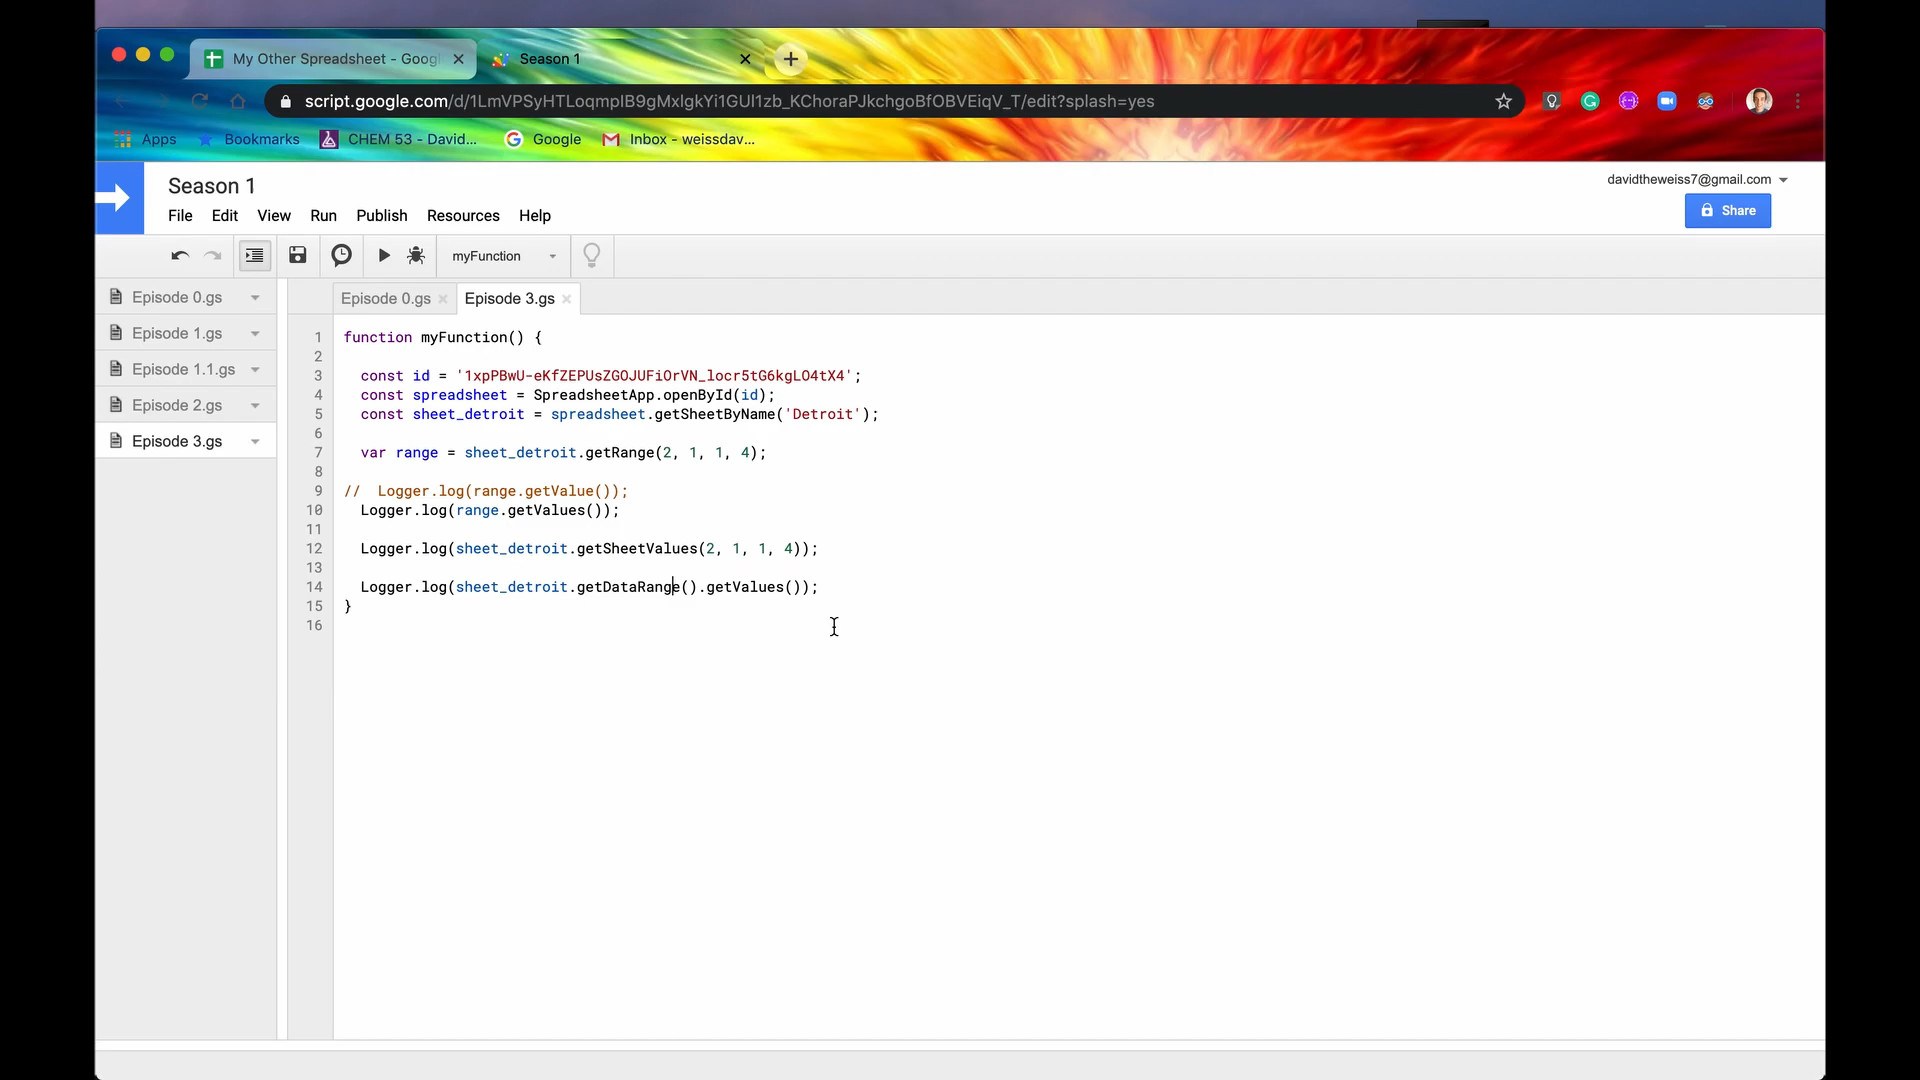 My Other Spreadsheet - Goog
Season 1
script.google.com/d/1LmVPSyHTLoqmpIB9gMxlgkYi1GUl1zb_KChoraPJkchgoBfOBVEiqV_T/edit?splash=yes
Apps Bookmarks CHEM 53 - David... Google Inbox - weissdav...
Season 1
davidtheweiss7@gmail.com
File Edit View Run Publish Resources Help
Share
myFunction
Episode 0.gs
Episode 1.gs
Episode 1.1.gs
Episode 2.gs
Episode 3.gs
Episode 0.gs Episode 3.gs
1 function myFunction() {
2
3 const id = '1xpPBwU-eKfZEPUsZGOJUFiOrVN_locr5tG6kgLO4tX4';
4 const spreadsheet = SpreadsheetApp.openById(id);
5 const sheet_detroit = spreadsheet.getSheetByName('Detroit');
6
7 var range = sheet_detroit.getRange(2, 1, 1, 4);
8
9 // Logger.log(range.getValue());
10 Logger.log(range.getValues());
11
12 Logger.log(sheet_detroit.getSheetValues(2, 1, 1, 4));
13
14 Logger.log(sheet_detroit.getDataRange().getValues());
15 }
16